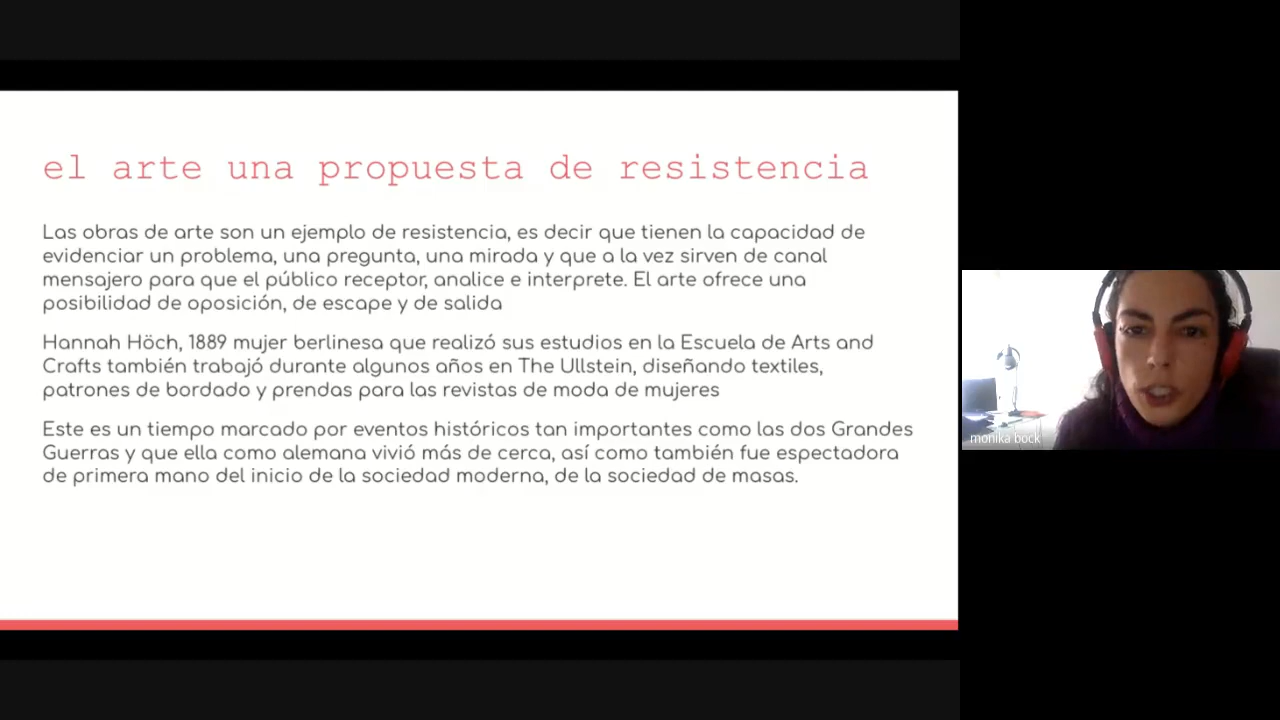 el arte una propuesta de resistencia
Las obras de arte son un ejemplo de resistencia, es decir que tienen la capacidad de
evidenciar un problema, una pregunta, una mirada y que a la vez sirven de canal
mensajero para que el público receptor, analice e interprete. El arte ofrece una
posibilidad de oposición, de escape y de salida
Hannah Höch, 1889 mujer berlinesa que realizó sus estudios en la Escuela de Arts and
Crafts también trabajó durante algunos años en The Ullstein, diseñando textiles,
patrones de bordado y prendas para las revistas de moda de mujeres
Este es un tiempo marcado por eventos históricos tan importantes como las dos Grandes
Guerras y que ella como alemana vivió más de cerca, así como también fue espectadora
de primera mano del inicio de la sociedad moderna, de la sociedad de masas.
monika bock